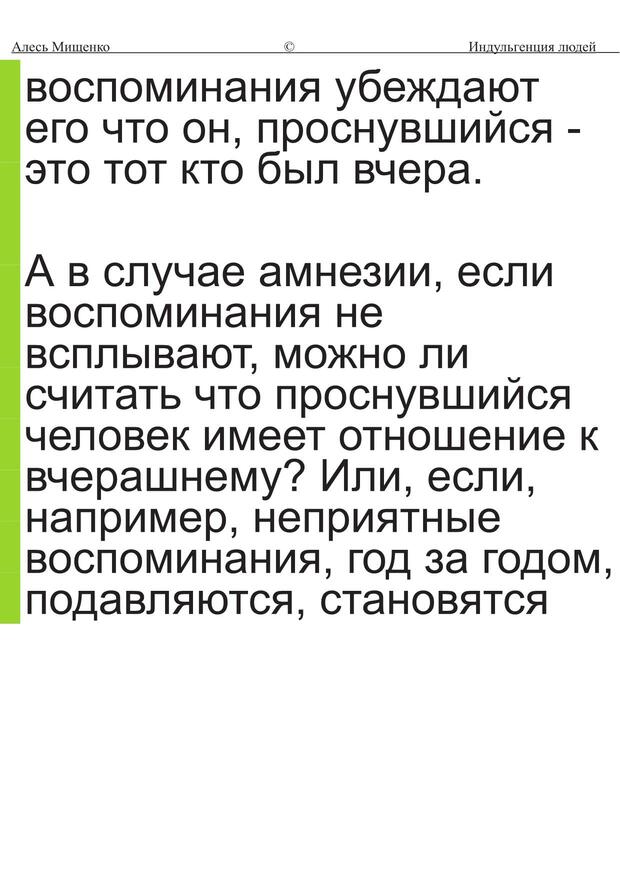 Алесь Мищенко © Индульгенция людей
воспоминания убеждают
его что он, проснувшийся -
это тот кто был вчера.
А в случае амнезии, если
воспоминания не
всплывают, можно ли
считать что проснувшийся
человек имеет отношение к
вчерашнему? Или, если,
например, неприятные
воспоминания, год за годом,
подавляются, становятся